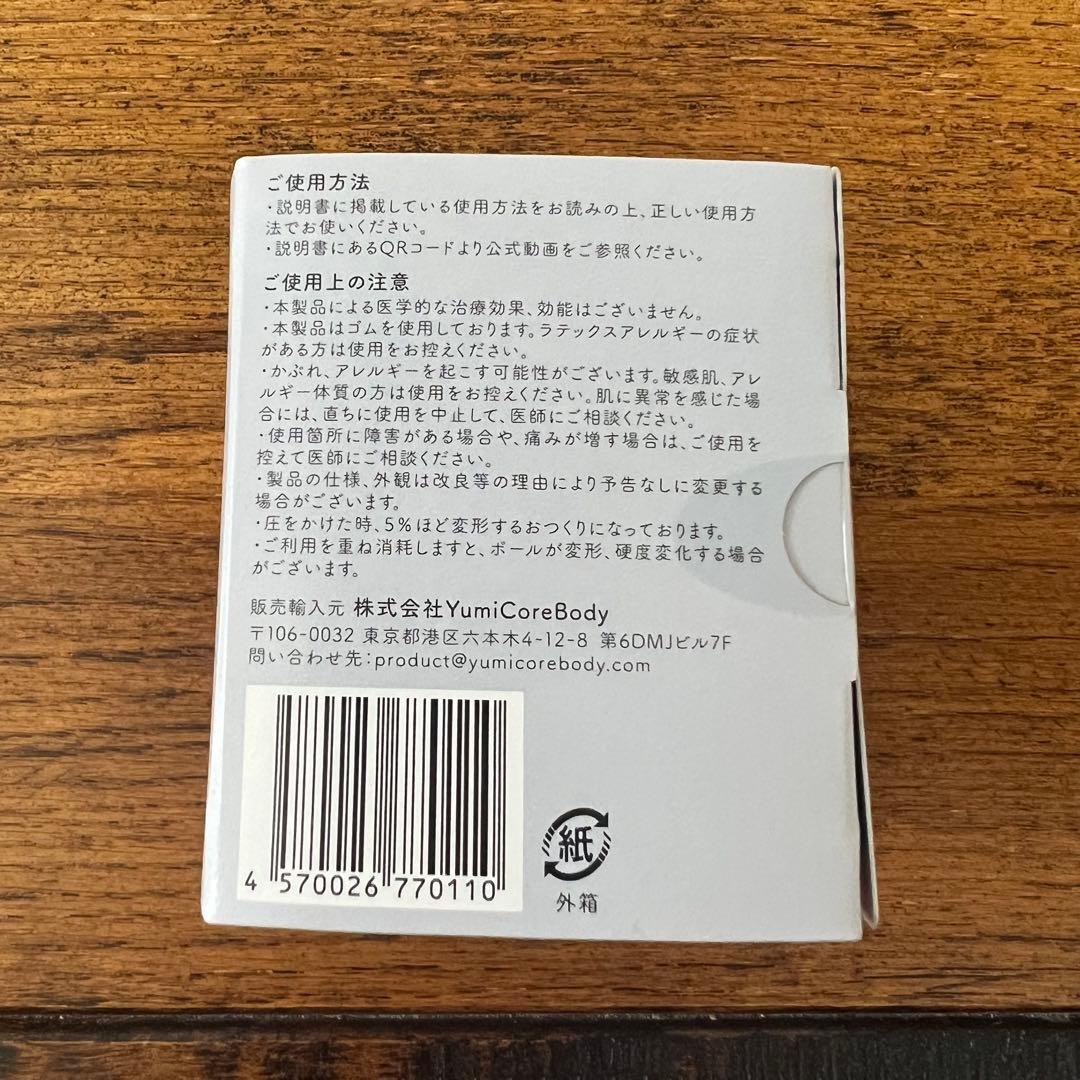 ご使用方法
・説明書に掲載している使用方法をお読みの上、正しい使用方
法でお使いください。
・説明書にあるQRコードより公式動画をご参照ください。
ご使用上の注意
・本製品による医学的な治療効果、効能はございません。
・本製品はゴムを使用しております。ラテックスアレルギーの症状
がある方は使用をお控えください。
・かぶれ、アレルギーを起こす可能性がございます。敏感肌、アレ
ルギー体質の方は使用をお控えください。肌に異常を感じた場
合には、直ちに使用を中止して、医師にご相談ください。
・使用箇所に障害がある場合や、痛みが増す場合は、ご使用を
控えて医師にご相談ください。
・製品の仕様、外観は改良等の理由により予告なしに変更する
場合がございます。
・圧をかけた時、5%ほど変形するおつくりになっております。
・ご利用を重ね消耗しますと、ボールが変形、硬度変化する場合
がございます。
販売輸入元 株式会社YumiCoreBody
〒106-0032 東京都港区六本木4-12-8 第6DMJビル7F
問い合わせ先：product@yumicorebody.com
4 570026 770110
紙
外箱